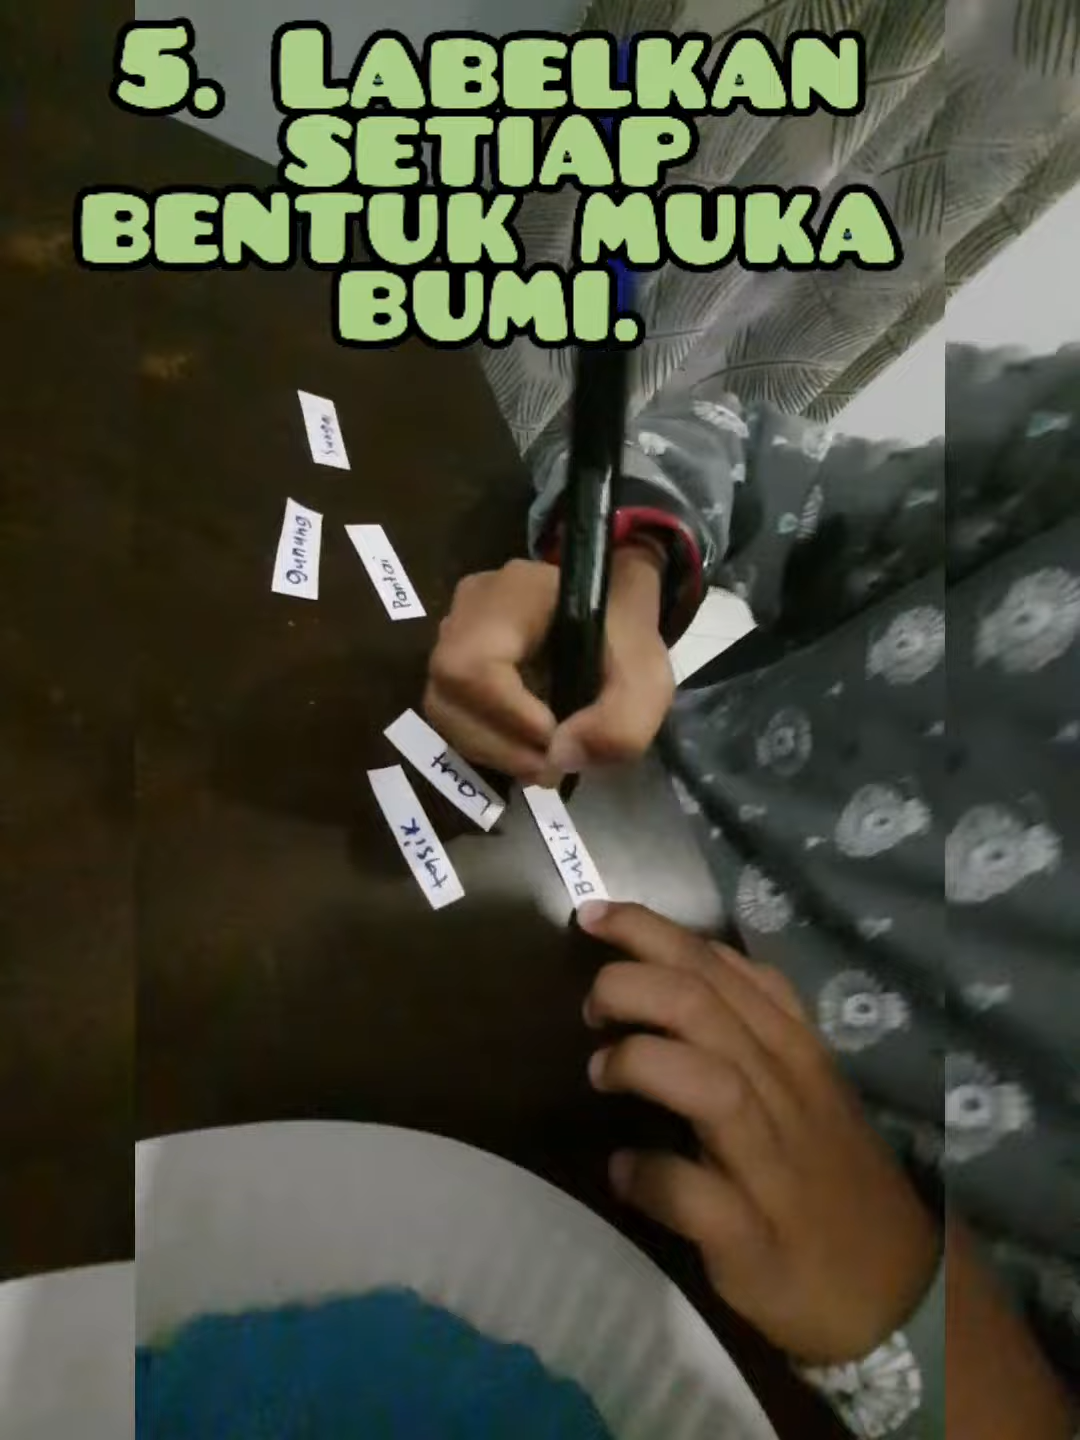 5. LABELKAN
SETIAP
BENTUK MUKA
BUMI.
Sungai
gunung
Pantai
Laut
tasik
Bukit